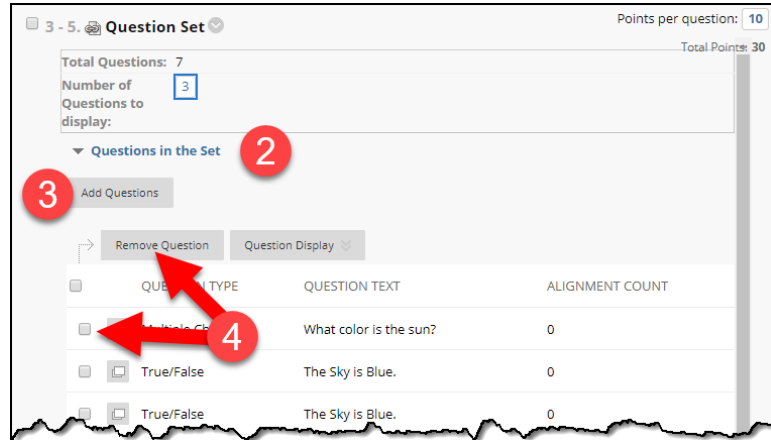 3 - 5. Question Set
Points per question: 10
Total Points: 30
Total Questions: 7
Number of Questions to display: 3
Questions in the Set
2
3
Add Questions
Remove Question Question Display
QUESTION TYPE QUESTION TEXT ALIGNMENT COUNT
4
Multiple What color is the sun? 0
True/False The Sky is Blue. 0
True/False The Sky is Blue. 0